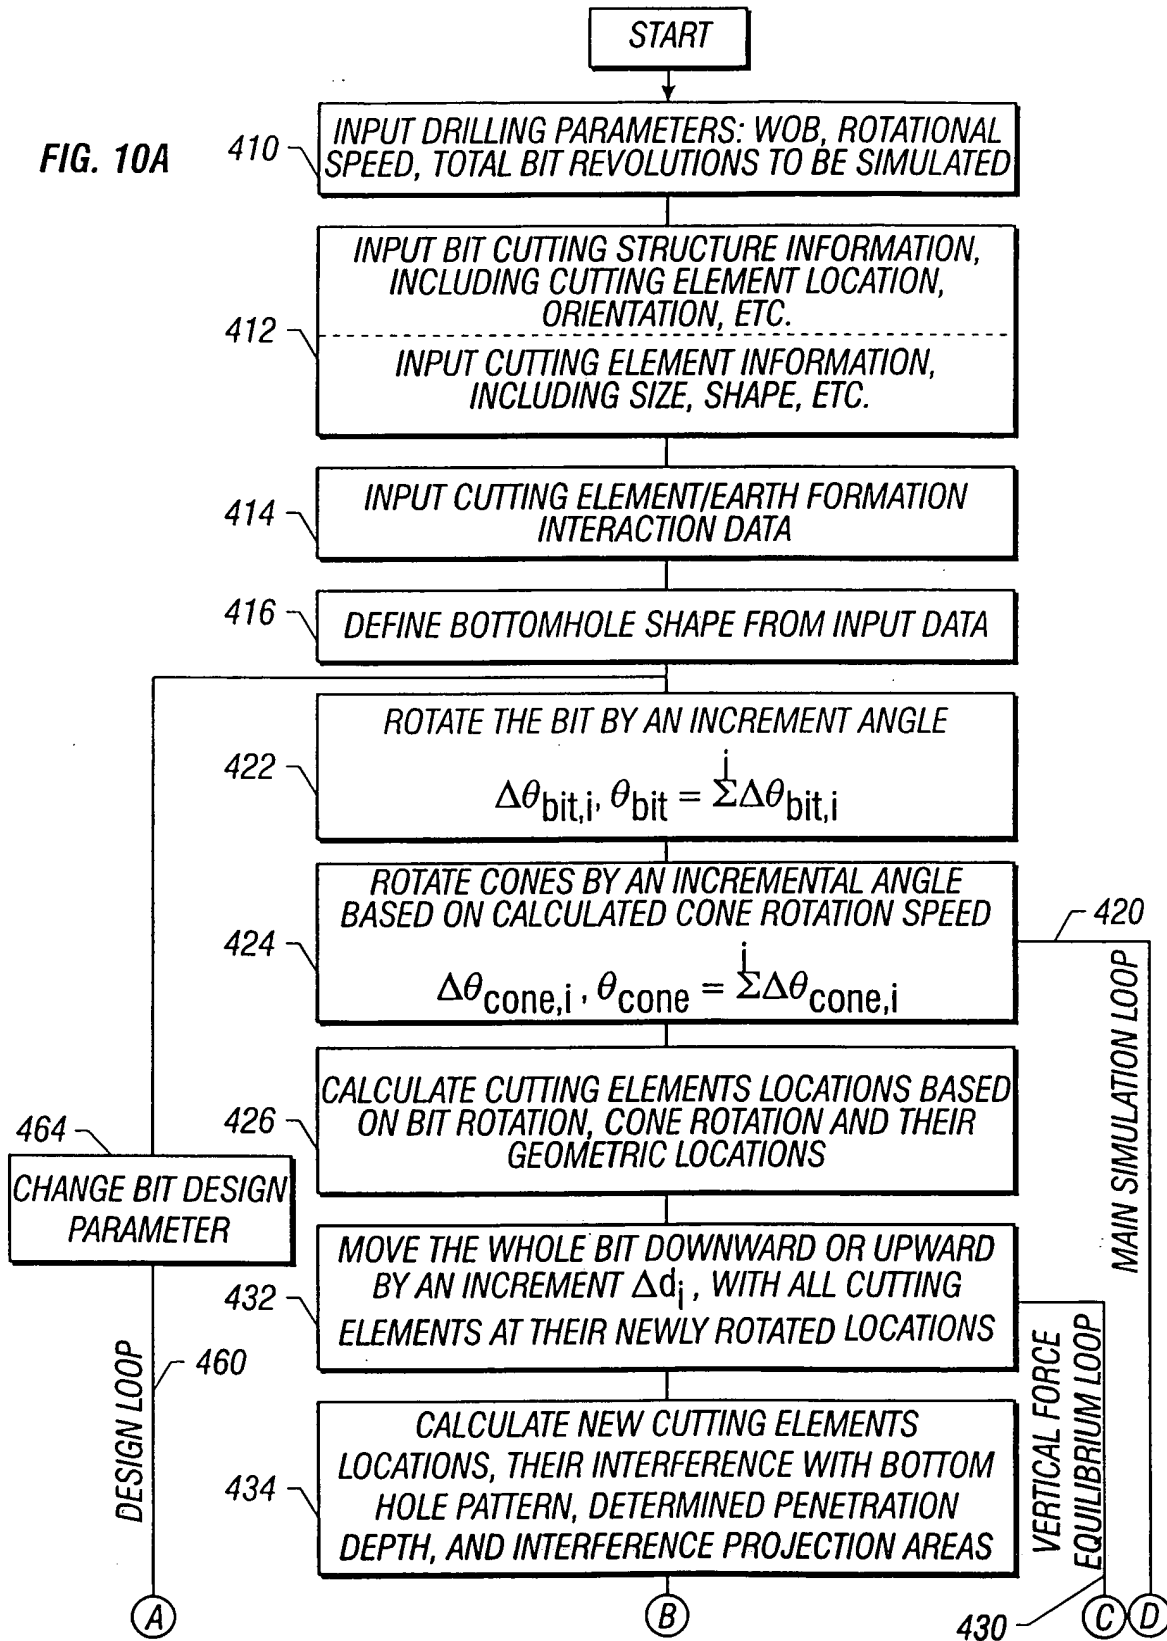 START
FIG. 10A
410
INPUT DRILLING PARAMETERS: WOB, ROTATIONAL
SPEED, TOTAL BIT REVOLUTIONS TO BE SIMULATED
412
INPUT BIT CUTTING STRUCTURE INFORMATION,
INCLUDING CUTTING ELEMENT LOCATION,
ORIENTATION, ETC.
INPUT CUTTING ELEMENT INFORMATION,
INCLUDING SIZE, SHAPE, ETC.
414
INPUT CUTTING ELEMENT/EARTH FORMATION
INTERACTION DATA
416
DEFINE BOTTOMHOLE SHAPE FROM INPUT DATA
422
ROTATE THE BIT BY AN INCREMENT ANGLE
Δθbit,i, θbit = Σ^i Δθbit,i
424
ROTATE CONES BY AN INCREMENTAL ANGLE
BASED ON CALCULATED CONE ROTATION SPEED
Δθcone,i, θcone = Σ^i Δθcone,i
420
MAIN SIMULATION LOOP
426
CALCULATE CUTTING ELEMENTS LOCATIONS BASED
ON BIT ROTATION, CONE ROTATION AND THEIR
GEOMETRIC LOCATIONS
464
CHANGE BIT DESIGN
PARAMETER
432
MOVE THE WHOLE BIT DOWNWARD OR UPWARD
BY AN INCREMENT Δdi, WITH ALL CUTTING
ELEMENTS AT THEIR NEWLY ROTATED LOCATIONS
DESIGN LOOP
460
434
CALCULATE NEW CUTTING ELEMENTS
LOCATIONS, THEIR INTERFERENCE WITH BOTTOM
HOLE PATTERN, DETERMINED PENETRATION
DEPTH, AND INTERFERENCE PROJECTION AREAS
VERTICAL FORCE
EQUILIBRIUM LOOP
430
A
B
C
D